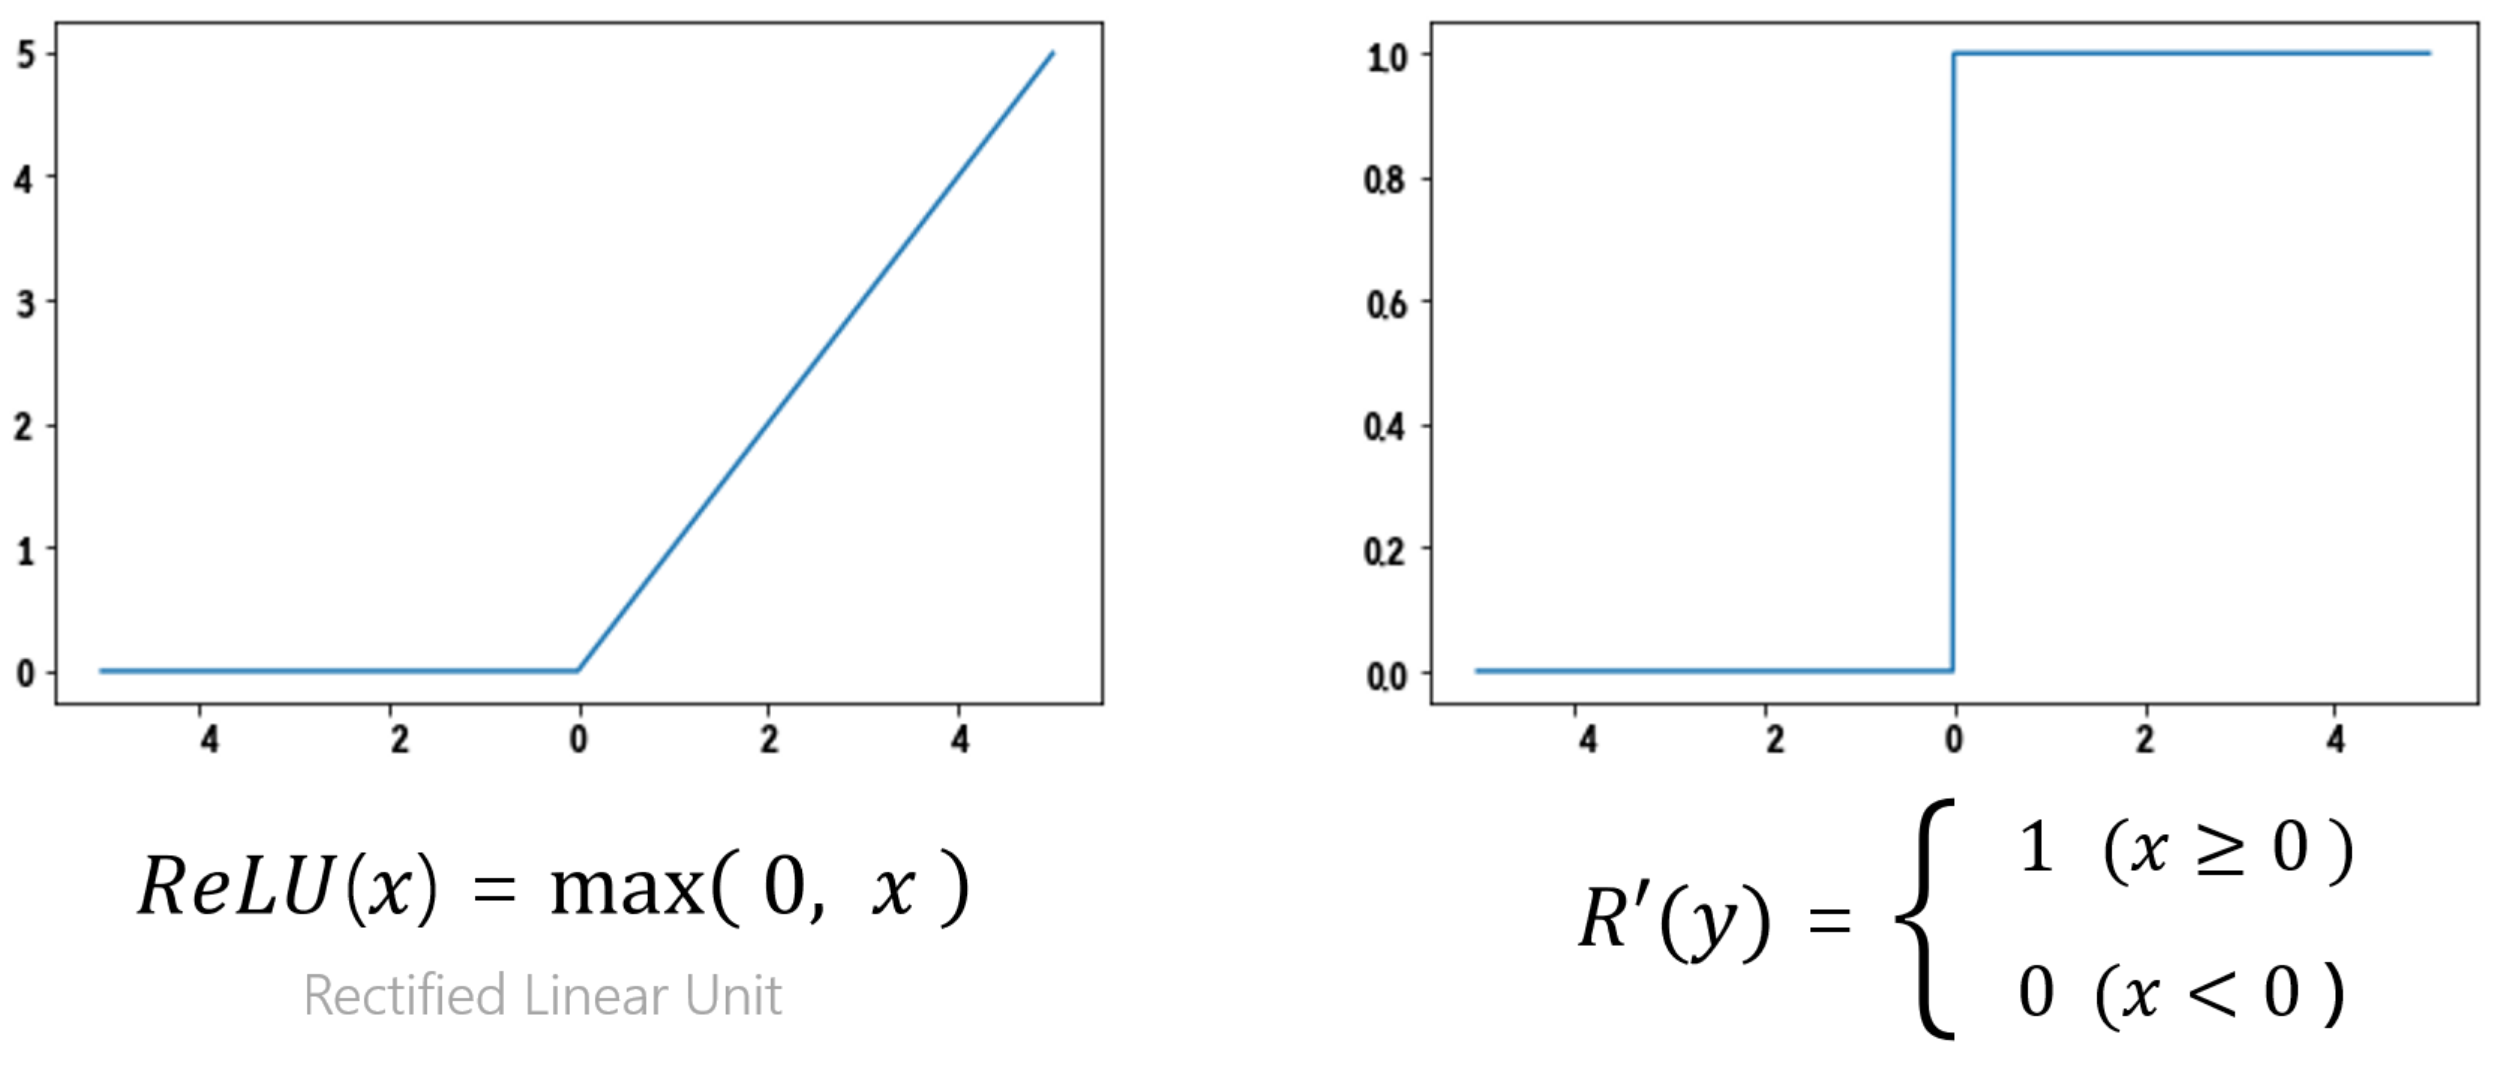 5
4
3
2
1
0
4 2 0 2 4
ReLU(x) = max( 0, x )
Rectified Linear Unit
1.0
0.8
0.6
0.4
0.2
0.0
4 2 0 2 4
R′(y) = {
1 (x ≥ 0 )
0 (x < 0 )